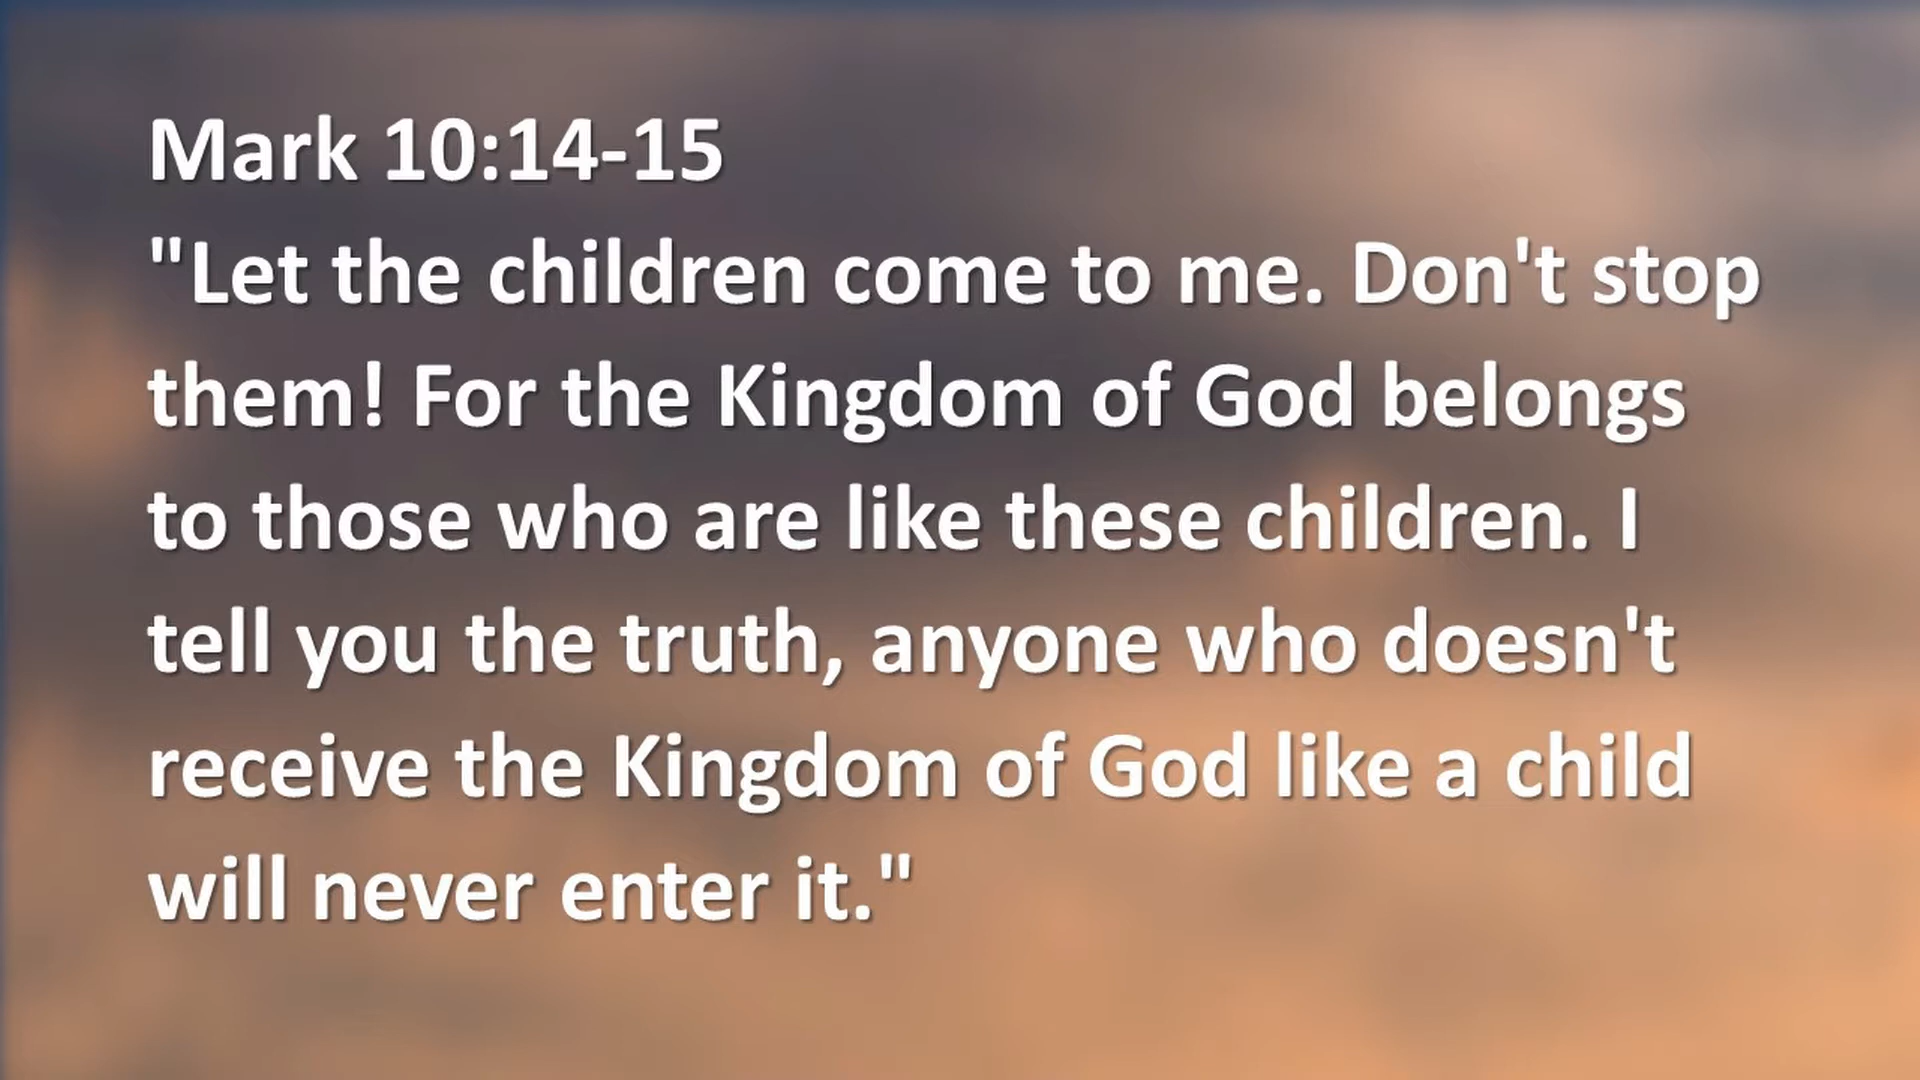 Mark 10:14-15
"Let the children come to me. Don't stop
them! For the Kingdom of God belongs
to those who are like these children. I
tell you the truth, anyone who doesn't
receive the Kingdom of God like a child
will never enter it."